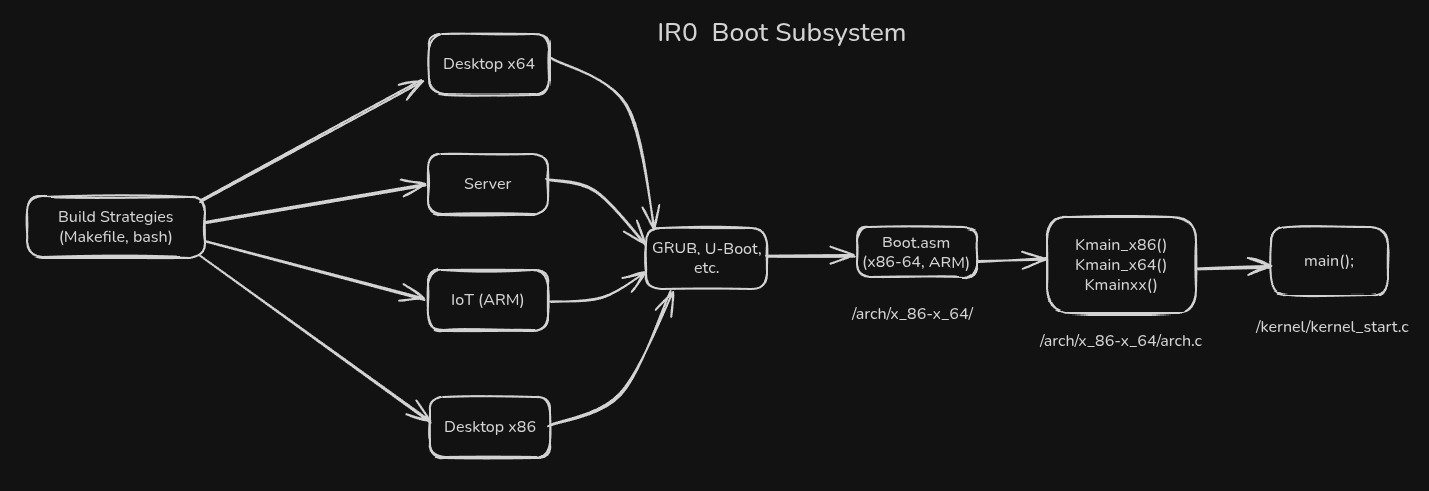 IR0 Boot Subsystem
Desktop x64
Server
Build Strategies
(Makefile, bash)
IoT (ARM)
Desktop x86
GRUB, U-Boot,
etc.
Boot.asm
(x86-64, ARM)
/arch/x_86-x_64/
Kmain_x86()
Kmain_x64()
Kmainxx()
/arch/x_86-x_64/arch.c
main();
/kernel/kernel_start.c